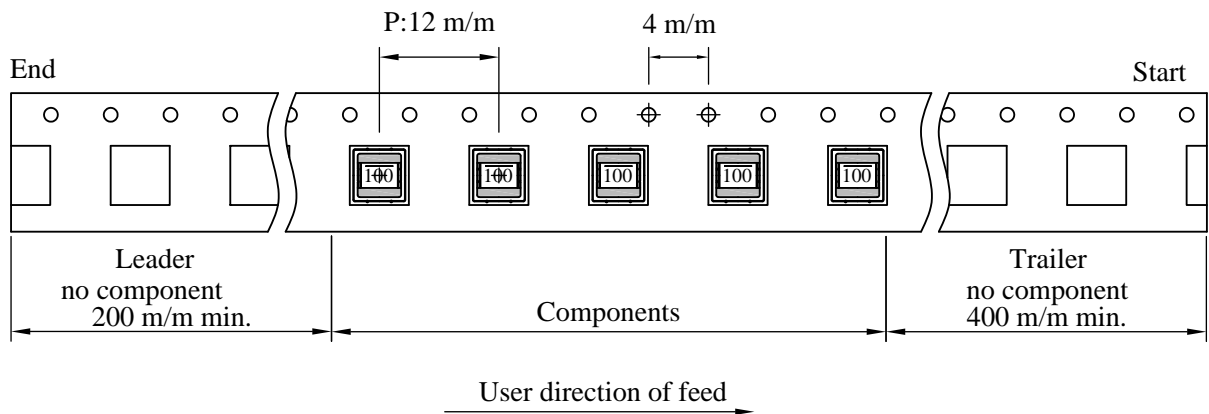 P:12 m/m
4 m/m
End
Start
100
100
100
100
100
Leader
no component
200 m/m min.
Components
Trailer
no component
400 m/m min.
User direction of feed